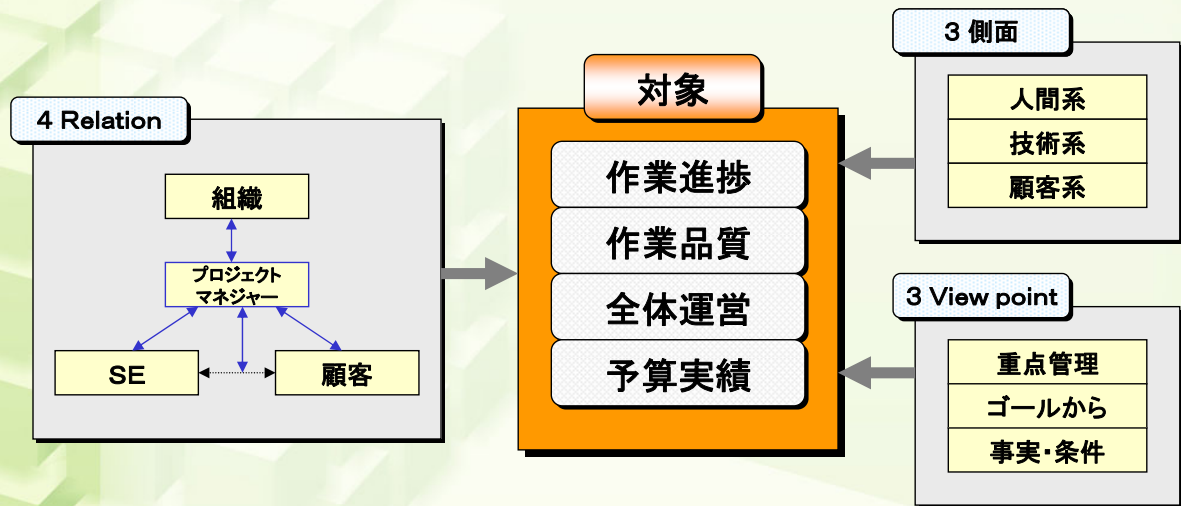 4 Relation
組織
プロジェクト
マネジャー
SE
顧客
対象
作業進捗
作業品質
全体運営
予算実績
3 側面
人間系
技術系
顧客系
3 View point
重点管理
ゴールから
事実・条件